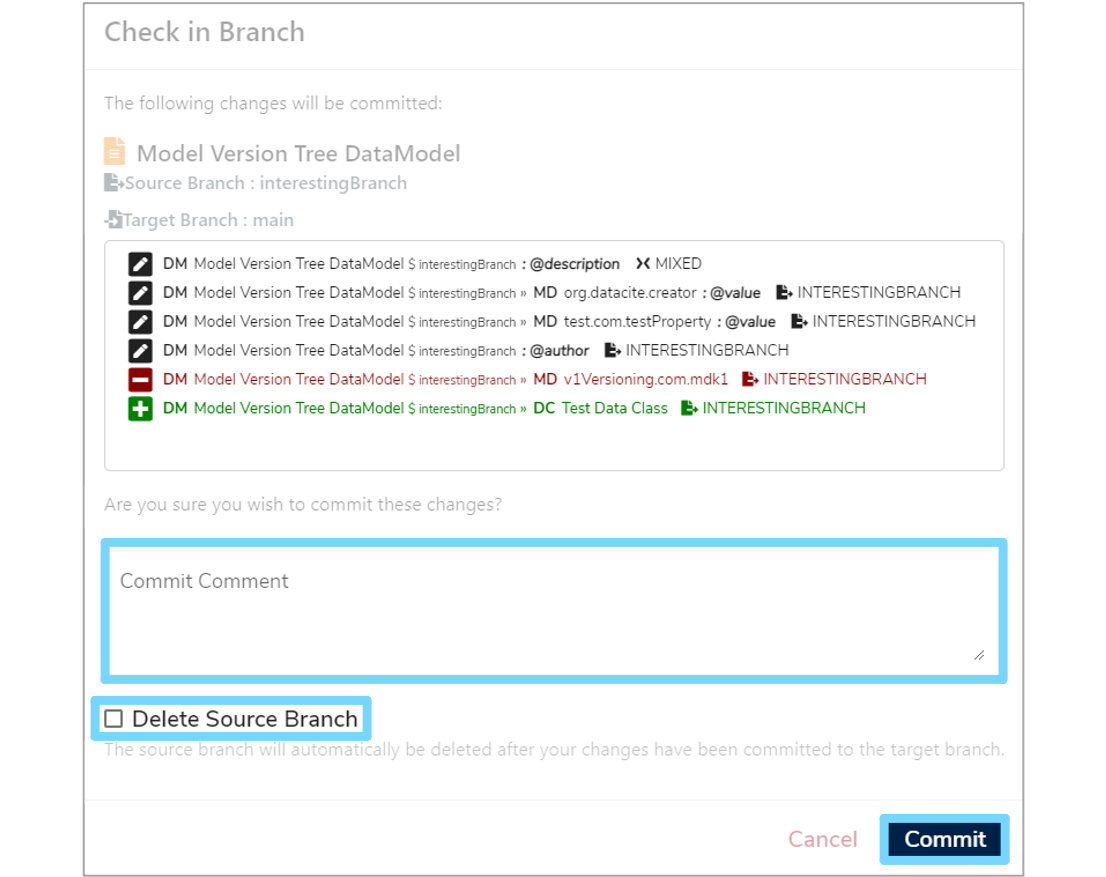 Check in Branch
The following changes will be committed:
Model Version Tree DataModel
Source Branch : interestingBranch
Target Branch : main
DM Model Version Tree DataModel $ interestingBranch : @description MIXED
DM Model Version Tree DataModel $ interestingBranch » MD org.datacite.creator : @value INTERESTINGBRANCH
DM Model Version Tree DataModel $ interestingBranch » MD test.com.testProperty : @value INTERESTINGBRANCH
DM Model Version Tree DataModel $ interestingBranch : @author INTERESTINGBRANCH
DM Model Version Tree DataModel $ interestingBranch » MD v1Versioning.com.mdk1 INTERESTINGBRANCH
DM Model Version Tree DataModel $ interestingBranch » DC Test Data Class INTERESTINGBRANCH
Are you sure you wish to commit these changes?
Commit Comment
Delete Source Branch
The source branch will automatically be deleted after your changes have been committed to the target branch.
Cancel Commit